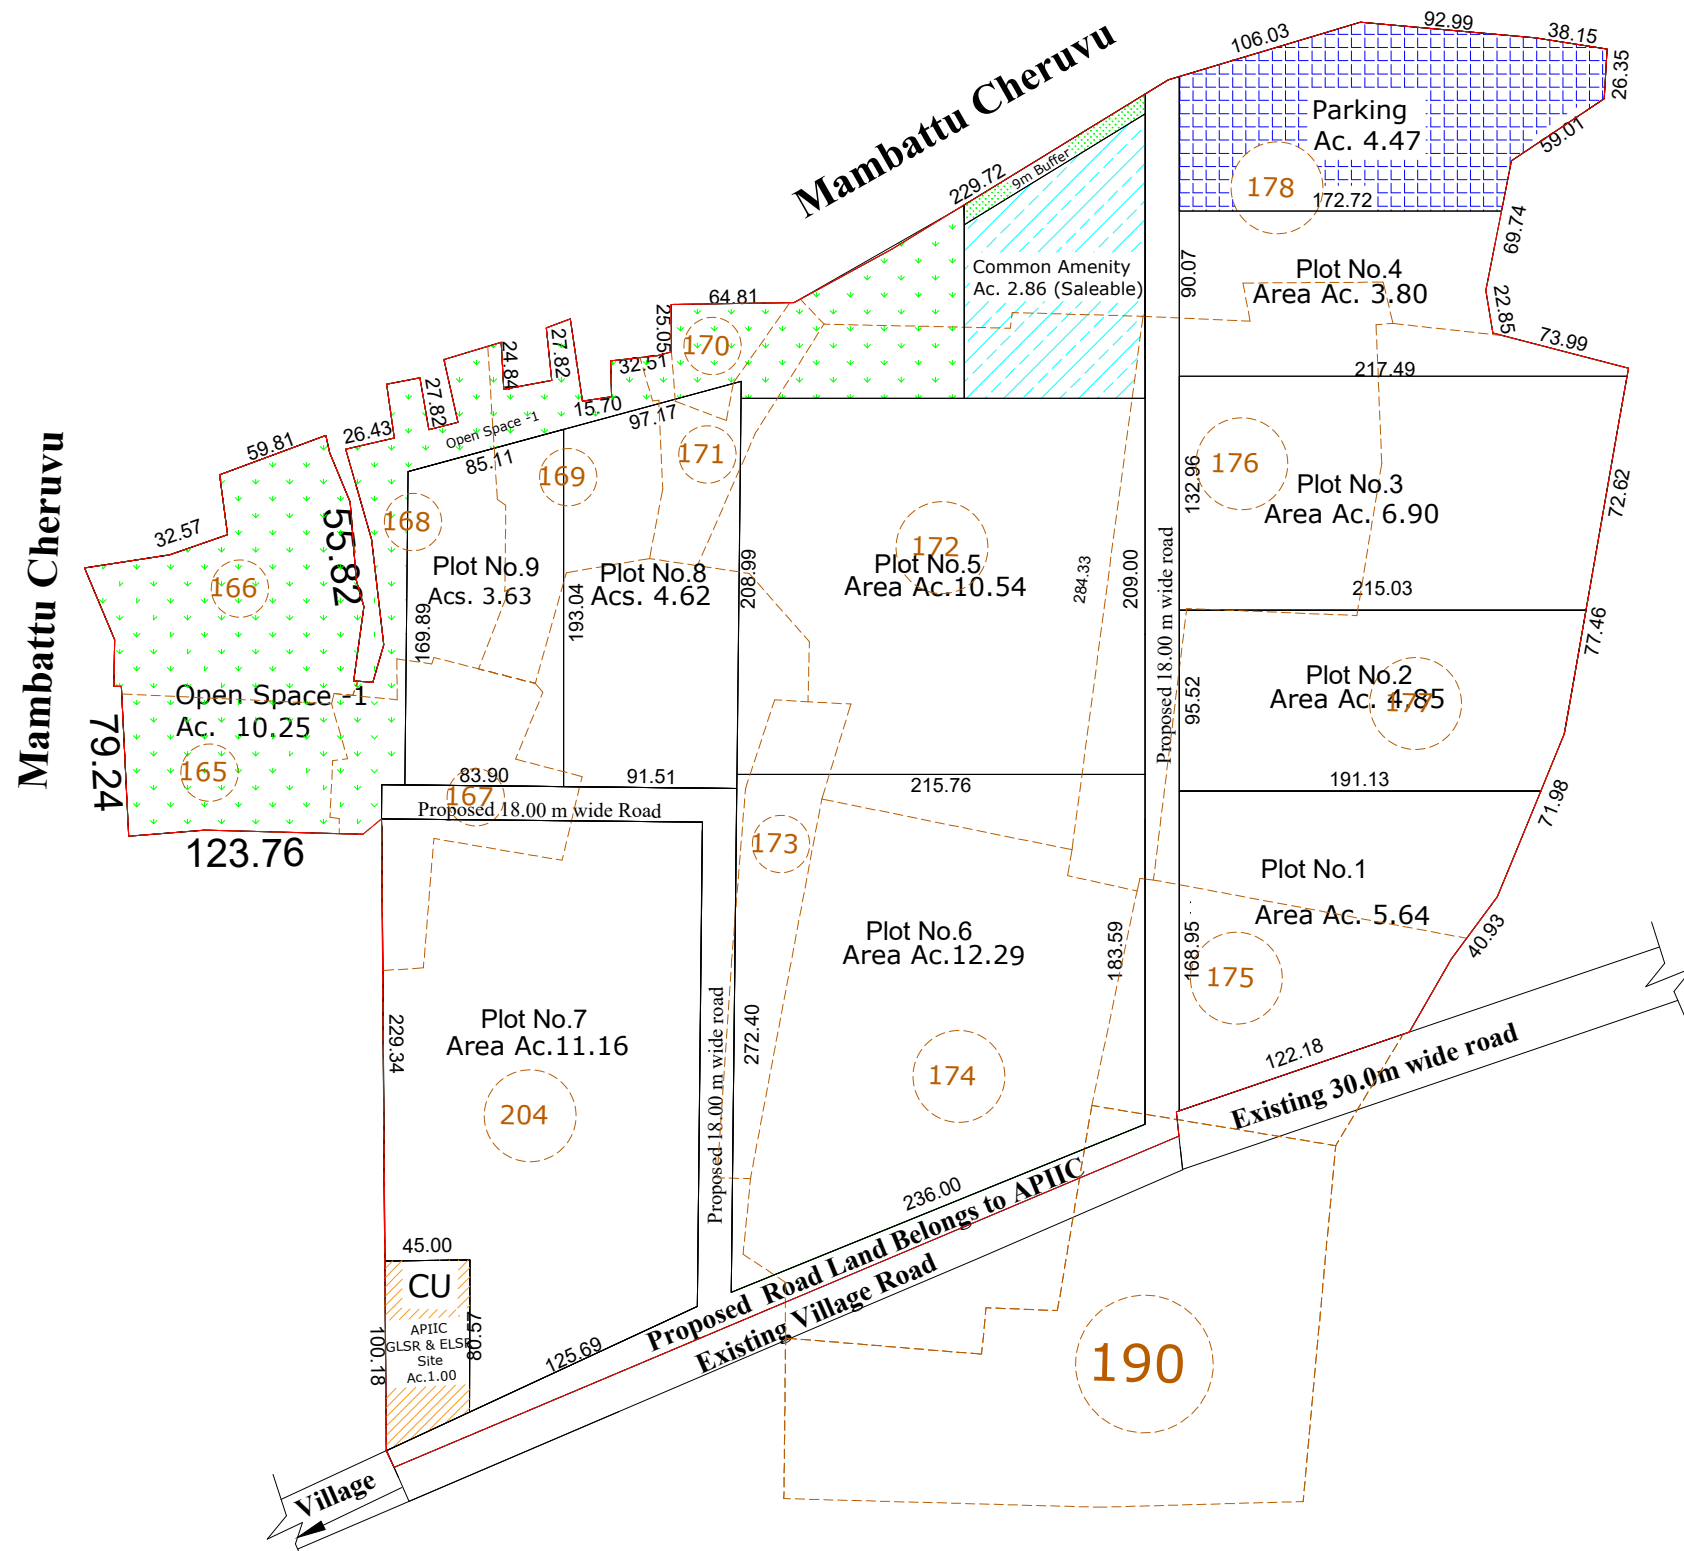 Mambattu Cheruvu
106.03
92.99
38.15
26.35
59.01
Parking
Ac. 4.47
178
172.72
69.74
229.72
9m Buffer
Common Amenity
Ac. 2.86 (Saleable)
90.07
Plot No.4
Area Ac. 3.80
22.85
73.99
217.49
64.81
25.05
170
32.51
27.82
24.84
27.82
15.70
97.17
Open Space -1
85.11
26.43
59.81
Mambattu Cheruvu
32.57
55.82
166
168
169
171
Plot No.9
Acs. 3.63
169.89
Plot No.8
Acs. 4.62
193.04
208.99
172
Plot No.5
Area Ac.10.54
284.33
209.00
Proposed 18.00 m wide road
132.96
176
Plot No.3
Area Ac. 6.90
72.62
215.03
77.46
Plot No.2
Area Ac. 4.85
177
95.52
191.13
71.98
Open Space -1
Ac. 10.25
165
79.24
123.76
83.90
91.51
167
Proposed 18.00 m wide Road
215.76
173
Plot No.1
Area Ac. 5.64
40.93
168.95
175
Plot No.6
Area Ac.12.29
183.59
272.40
174
Proposed 18.00 m wide road
Plot No.7
Area Ac.11.16
229.34
204
122.18
Existing 30.0m wide road
236.00
Proposed Road Land Belongs to APIIC
Existing Village Road
45.00
CU
APIIC
GLSR & ELSR
Site
Ac.1.00
80.57
100.18
125.69
190
Village